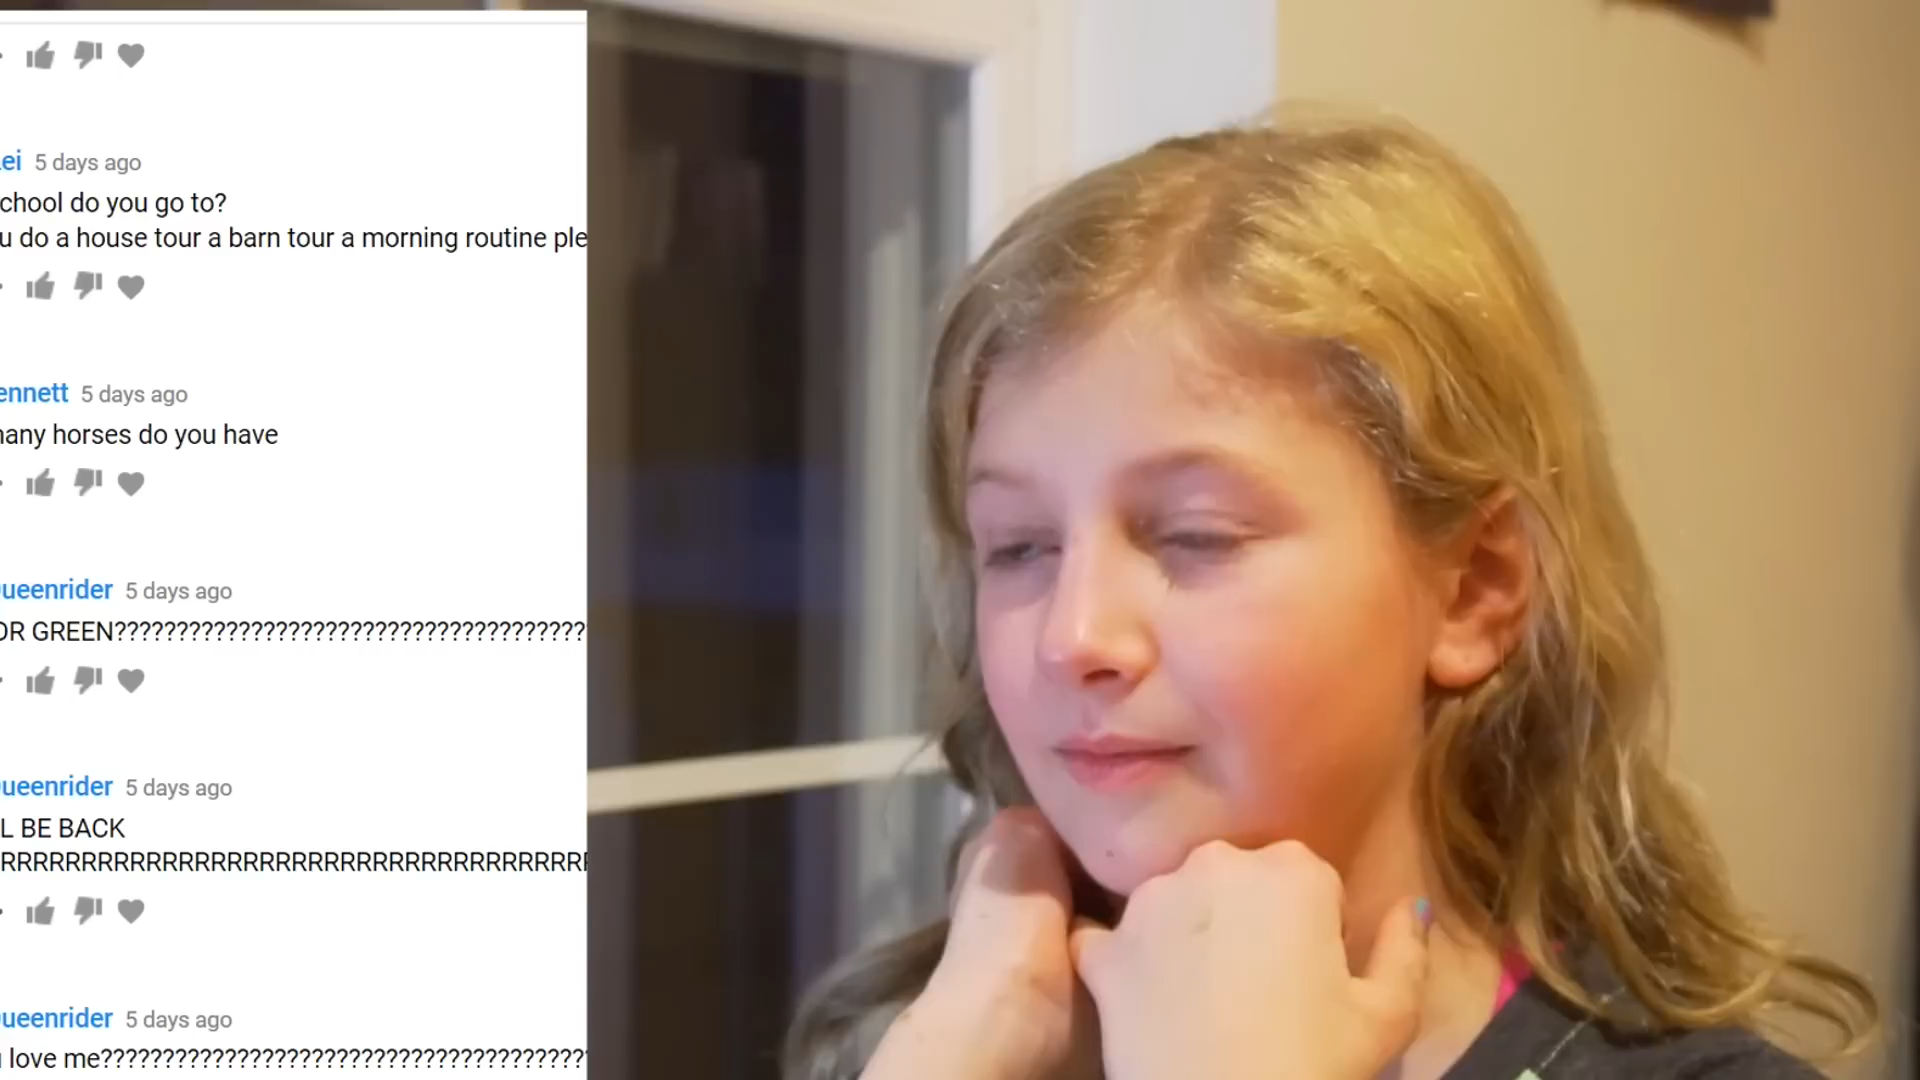 ei 5 days ago
chool do you go to?
u do a house tour a barn tour a morning routine ple
ennett 5 days ago
any horses do you have
ueenrider 5 days ago
OR GREEN??????????????????????????????????????
ueenrider 5 days ago
L BE BACK
RRRRRRRRRRRRRRRRRRRRRRRRRRRRRRRRRRRR
ueenrider 5 days ago
love me???????????????????????????????????????